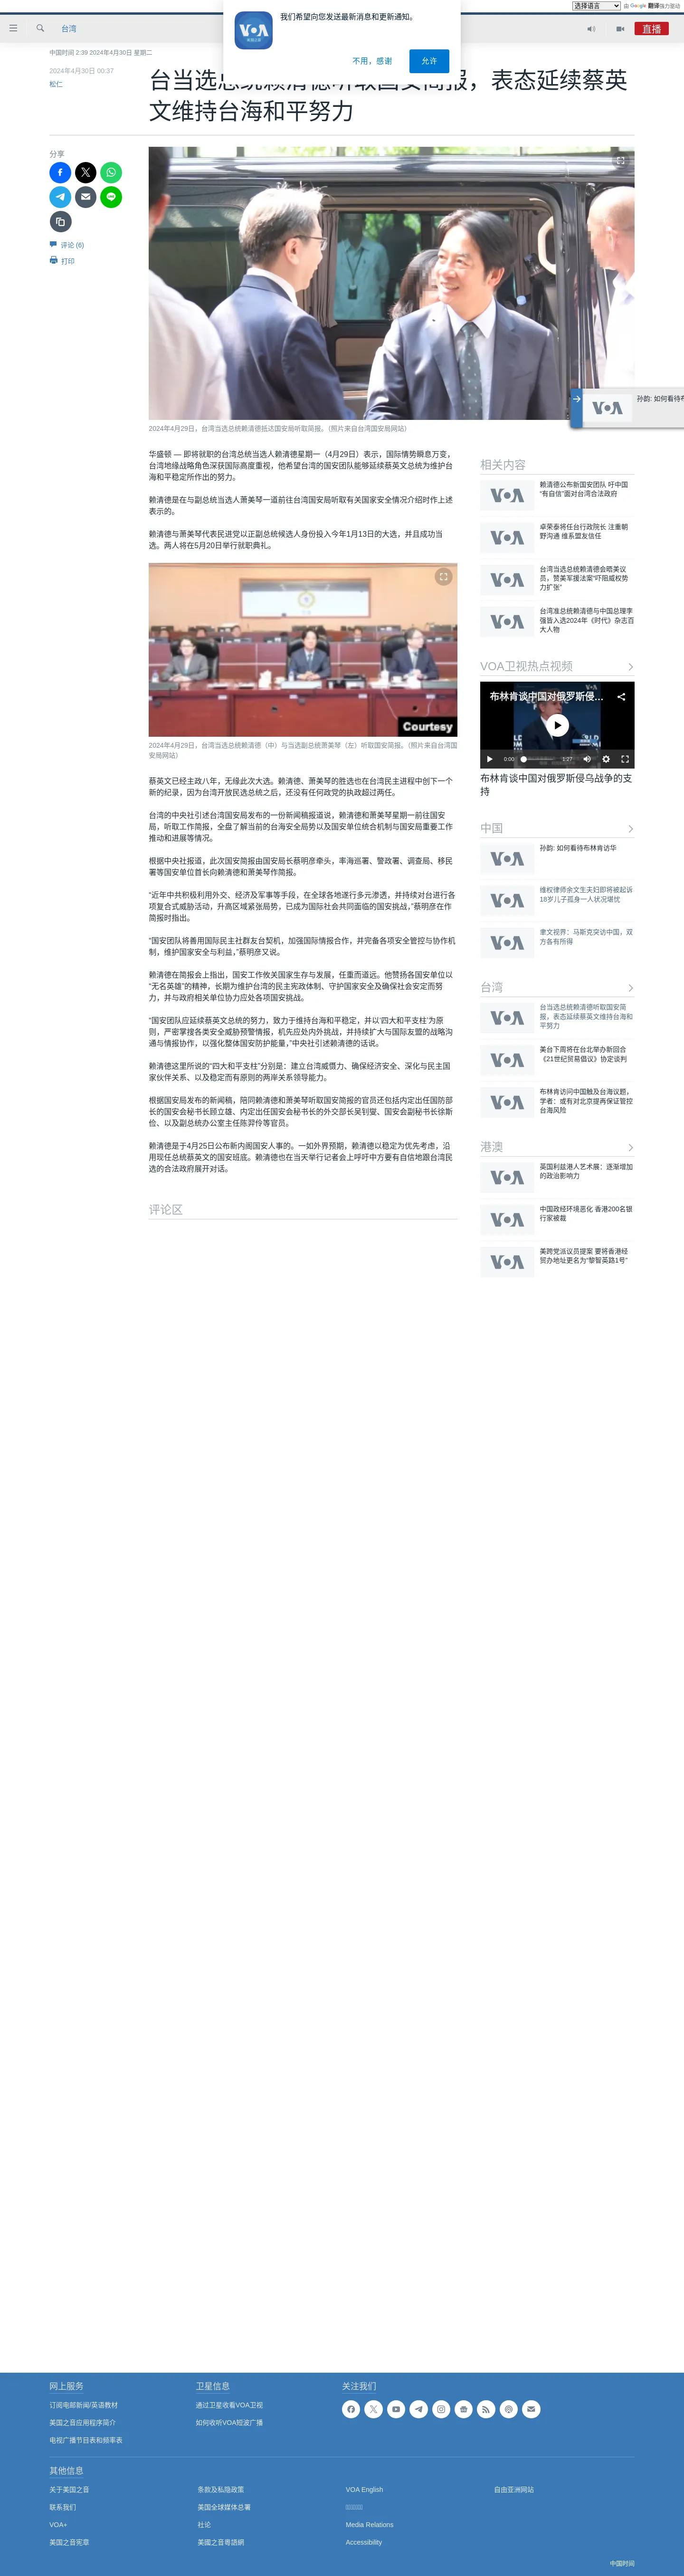 选择语言
由 Google 翻译强力驱动
我们希望向您发送最新消息和更新通知。
VOA
美国之音
不用，感谢
允许
台湾
直播
中国时间 2:39 2024年4月30日 星期二
2024年4月30日 00:37
松仁
台当选总统赖清德听取国安简报，表态延续蔡英文维持台海和平努力
分享
评论 (6)
打印
2024年4月29日，台湾当选总统赖清德抵达国安局听取简报。(照片来自台湾国安局网站）
孙韵: 如何看待布
VOA
华盛顿 — 即将就职的台湾总统当选人赖清德星期一（4月29日）表示，国际情势瞬息万变，
台湾地缘战略角色深获国际高度重视，他希望台湾的国安团队能够延续蔡英文总统为维护台
海和平稳定所作出的努力。
赖清德是在与副总统当选人萧美琴一道前往台湾国安局听取有关国家安全情况介绍时作上述
表示的。
赖清德与萧美琴代表民进党以正副总统候选人身份投入今年1月13日的大选，并且成功当
选。两人将在5月20日举行就职典礼。
Courtesy
2024年4月29日，台湾当选总统赖清德（中）与当选副总统萧美琴（左）听取国安简报。（照片来自台湾国
安局网站）
蔡英文已经主政八年，无缘此次大选。赖清德、萧美琴的胜选也在台湾民主进程中创下一个
新的纪录，因为台湾开放民选总统之后，还没有任何政党的执政超过两任。
台湾的中央社引述台湾国安局发布的一份新闻稿报道说，赖清德和萧美琴星期一前往国安
局，听取工作简报，全盘了解当前的台海安全局势以及国安单位统合机制与国安局重要工作
推动和进展等情况。
根据中央社报道，此次国安简报由国安局长蔡明彦牵头，率海巡署、警政署、调查局、移民
署等国安单位首长向赖清德和萧美琴作简报。
“近年中共积极利用外交、经济及军事等手段，在全球各地遂行多元渗透，并持续对台进行各
项复合式威胁活动，升高区域紧张局势，已成为国际社会共同面临的国安挑战，”蔡明彦在作
简报时指出。
“国安团队将善用国际民主社群友台契机，加强国际情报合作，并完备各项安全管控与协作机
制，维护国家安全与利益，”蔡明彦又说。
赖清德在简报会上指出，国安工作攸关国家生存与发展，任重而道远。他赞扬各国安单位以
“无名英雄”的精神，长期为维护台湾的民主宪政体制、守护国家安全及确保社会安定而努
力，并与政府相关单位协力应处各项国安挑战。
“国安团队应延续蔡英文总统的努力，致力于维持台海和平稳定，并以‘四大和平支柱’为原
则，严密掌搜各类安全威胁预警情报，机先应处内外挑战，并持续扩大与国际友盟的战略沟
通与情报协作，以强化整体国安防护能量，”中央社引述赖清德的话说。
赖清德这里所说的“四大和平支柱”分别是：建立台湾威慑力、确保经济安全、深化与民主国
家伙伴关系、以及稳定而有原则的两岸关系领导能力。
根据国安局发布的新闻稿，陪同赖清德和萧美琴听取国安简报的官员还包括内定出任国防部
长的国安会秘书长顾立雄、内定出任国安会秘书长的外交部长吴钊燮、国安会副秘书长徐斯
俭、以及副总统办公室主任陈羿伶等官员。
赖清德是于4月25日公布新内阁国安人事的。一如外界预期，赖清德以稳定为优先考虑，沿
用现任总统蔡英文的国安班底。赖清德也在当天举行记者会上呼吁中方要有自信地跟台湾民
选的合法政府展开对话。
评论区
相关内容
VOA
赖清德公布新国安团队 吁中国
“有自信”面对台湾合法政府
VOA
卓荣泰将任台行政院长 注重朝
野沟通 维系盟友信任
VOA
台湾当选总统赖清德会晤美议
员，赞美军援法案“吓阻威权势
力扩张”
VOA
台湾准总统赖清德与中国总理李
强皆入选2024年《时代》杂志百
大人物
VOA卫视热点视频
布林肯谈中国对俄罗斯侵...
0:00
1:27
布林肯谈中国对俄罗斯侵乌战争的支
持
中国
VOA
孙韵: 如何看待布林肯访华
VOA
维权律师余文生夫妇即将被起诉
18岁儿子孤身一人状况堪忧
VOA
聿文视界：马斯克突访中国，双
方各有所得
台湾
VOA
台当选总统赖清德听取国安简
报，表态延续蔡英文维持台海和
平努力
VOA
美台下周将在台北举办新回合
《21世纪贸易倡议》协定谈判
VOA
布林肯访问中国触及台海议题，
学者：或有对北京提再保证管控
台海风险
港澳
VOA
英国利兹港人艺术展：逐渐增加
的政治影响力
VOA
中国政经环境恶化 香港200名银
行家被裁
VOA
美跨党派议员提案 要将香港经
贸办地址更名为“黎智英路1号”
网上服务
订阅电邮新闻/英语教材
美国之音应用程序简介
电视广播节目表和频率表
卫星信息
通过卫星收看VOA卫视
如何收听VOA短波广播
关注我们
其他信息
关于美国之音
联系我们
VOA+
美国之音宪章
条款及私隐政策
美国全球媒体总署
社论
美國之音粵語網
VOA English
Media Relations
Accessibility
自由亚洲网站
中国时间